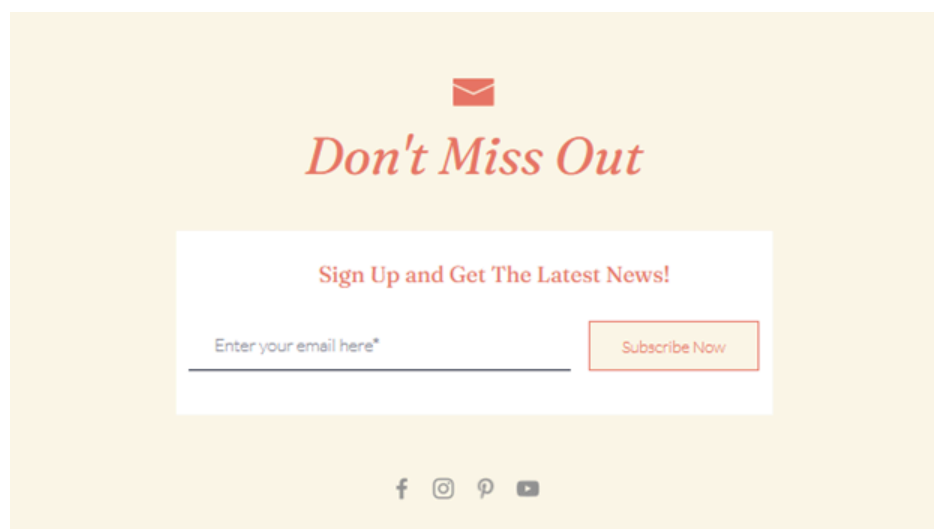 Don't Miss Out
Sign Up and Get The Latest News!
Enter your email here*
Subscribe Now